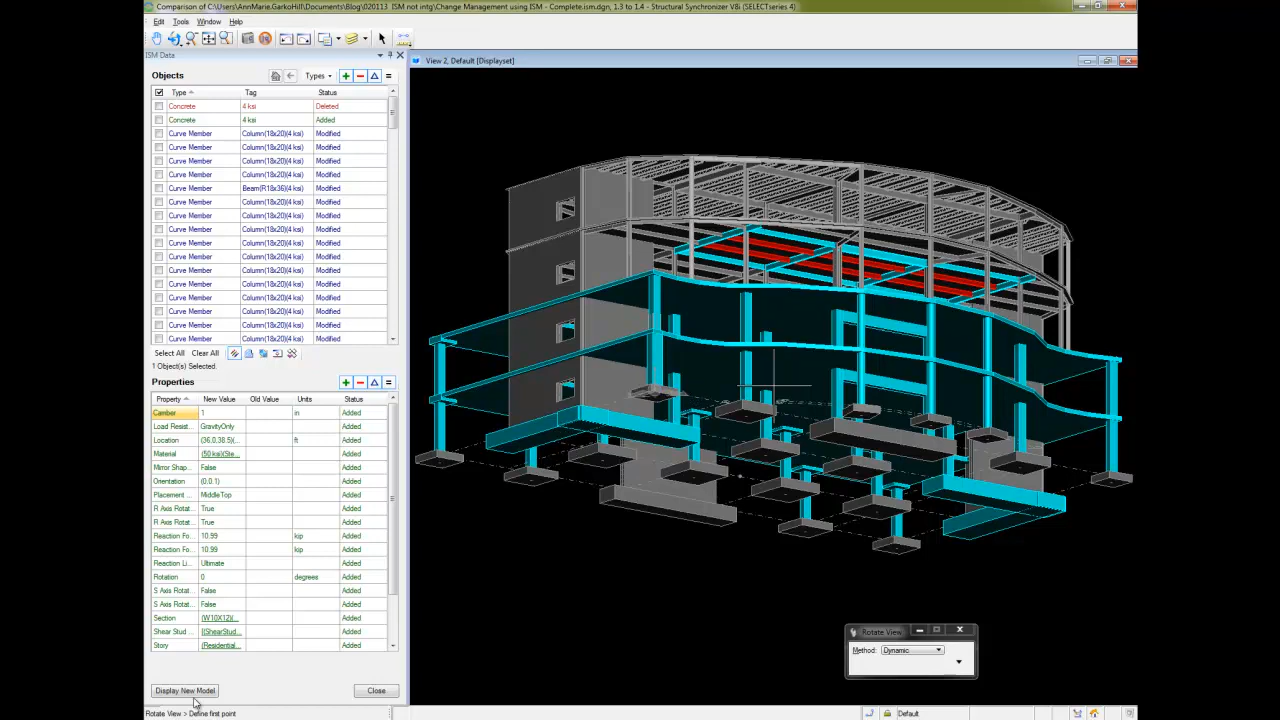 Comparison of C:\Users\AnnMarie.GarkoHill\Documents\Blog\020113 ISM not intg\Change Management using ISM - Complete.ism.dgn, 1.3 to 1.4 - Structural Synchronizer V8i (SELECTseries 4)
Edit Tools Window Help
ISM Data
View 2, Default [Displayset]
Objects Types
Type Tag Status
Concrete 4 ksi Deleted
Concrete 4 ksi Added
Curve Member Column(18x20)(4 ksi) Modified
Curve Member Column(18x20)(4 ksi) Modified
Curve Member Column(18x20)(4 ksi) Modified
Curve Member Column(18x20)(4 ksi) Modified
Curve Member Beam(R18x36)(4 ksi) Modified
Curve Member Column(18x20)(4 ksi) Modified
Curve Member Column(18x20)(4 ksi) Modified
Curve Member Column(18x20)(4 ksi) Modified
Curve Member Column(18x20)(4 ksi) Modified
Curve Member Column(18x20)(4 ksi) Modified
Curve Member Column(18x20)(4 ksi) Modified
Curve Member Column(18x20)(4 ksi) Modified
Curve Member Column(18x20)(4 ksi) Modified
Curve Member Column(18x20)(4 ksi) Modified
Curve Member Column(18x20)(4 ksi) Modified
Curve Member Column(18x20)(4 ksi) Modified
Select All Clear All
1 Object(s) Selected.
Properties
Property New Value Old Value Units Status
Camber 1 in Added
Load Resist... GravityOnly Added
Location (36,0,38.5)(... ft Added
Material (50 ksi)(Ste... Added
Mirror Shap... False Added
Orientation (0,0,1) Added
Placement ... MiddleTop Added
R Axis Rotat... True Added
R Axis Rotat... True Added
Reaction Fo... 10.99 kip Added
Reaction Fo... 10.99 kip Added
Reaction Li... Ultimate Added
Rotation 0 degrees Added
S Axis Rotat... False Added
S Axis Rotat... False Added
Section (W10X12)(... Added
Shear Stud ... [(ShearStud... Added
Story (Residential... Added
Rotate View
Method: Dynamic
Display New Model Close
Rotate View > Define first point
Default